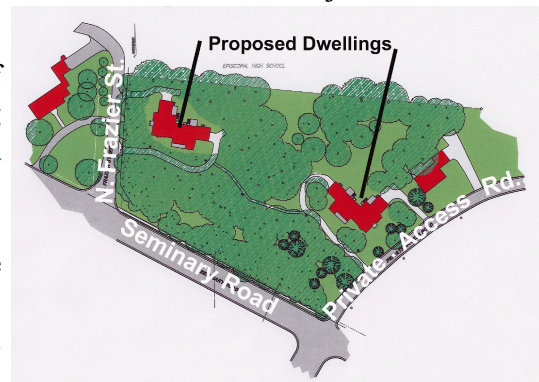 Proposed Dwellings
EPISCOPAL HIGH SCHOOL
N. Frazier St.
Seminary Road
Private - Access Rd.